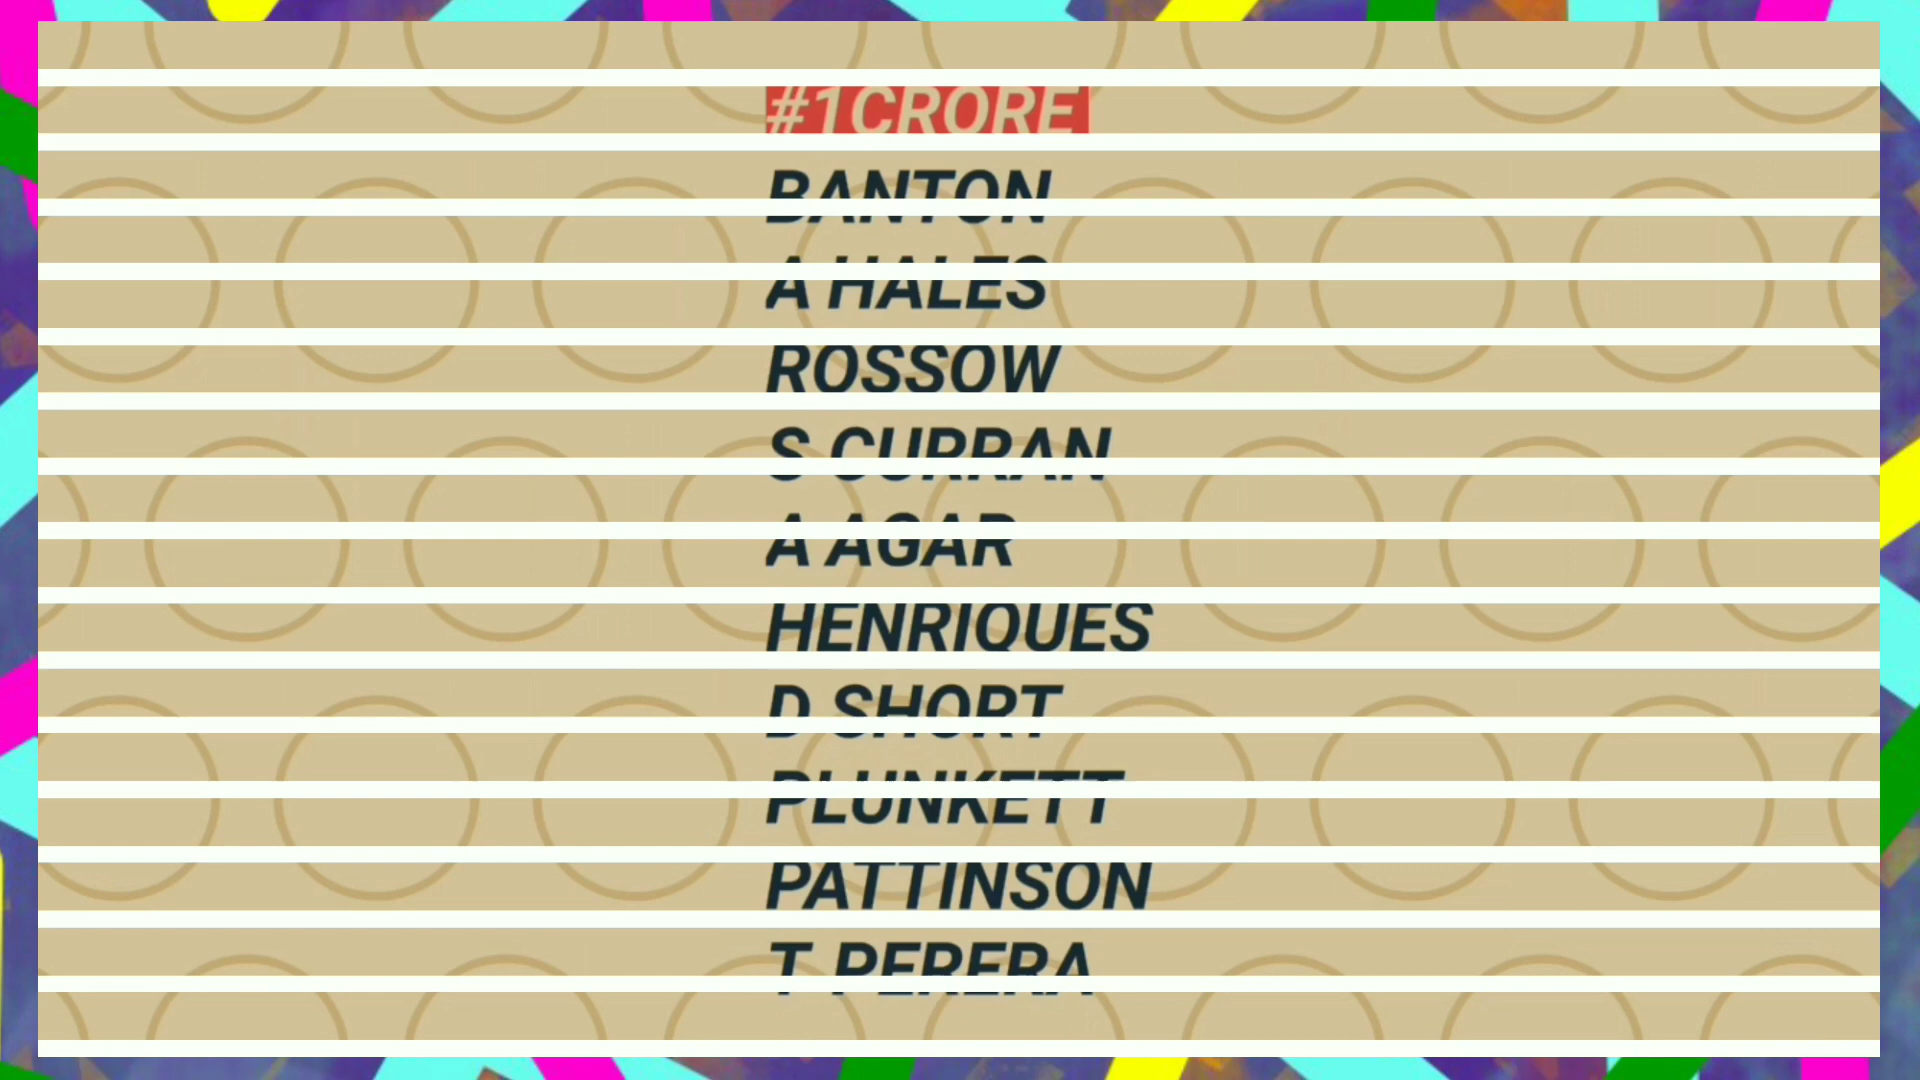 #1CRORE
BANTON
A HALES
ROSSOW
S CURRAN
A AGAR
HENRIQUES
D SHORT
PLUNKETT
PATTINSON
T PERERA